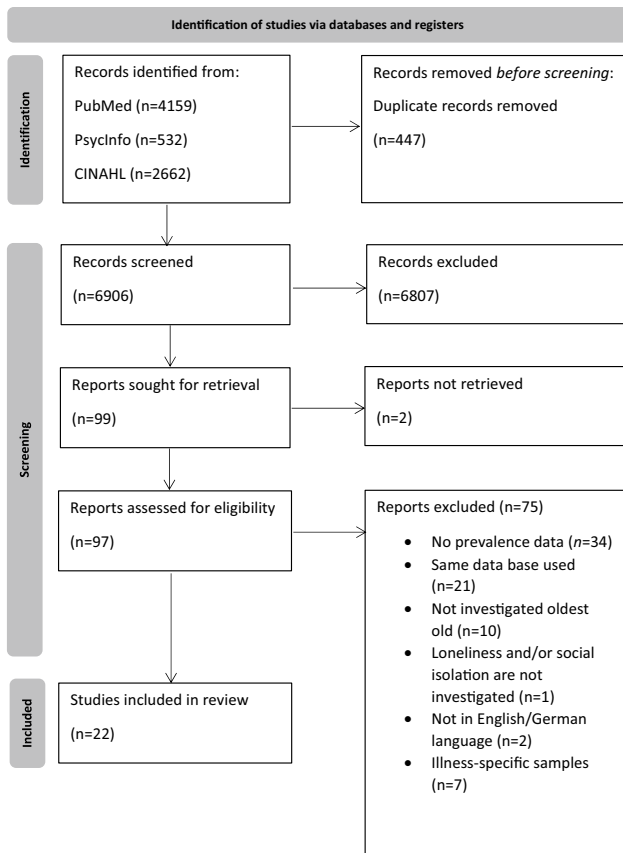 Identification of studies via databases and registers
Identification
Records identified from:
PubMed (n=4159)
PsycInfo (n=532)
CINAHL (n=2662)
Records removed before screening:
Duplicate records removed
(n=447)
Screening
Records screened
(n=6906)
Records excluded
(n=6807)
Reports sought for retrieval
(n=99)
Reports not retrieved
(n=2)
Reports assessed for eligibility
(n=97)
Reports excluded (n=75)
• No prevalence data (n=34)
• Same data base used
(n=21)
• Not investigated oldest
old (n=10)
• Loneliness and/or social
isolation are not
investigated (n=1)
• Not in English/German
language (n=2)
• Illness-specific samples
(n=7)
Included
Studies included in review
(n=22)